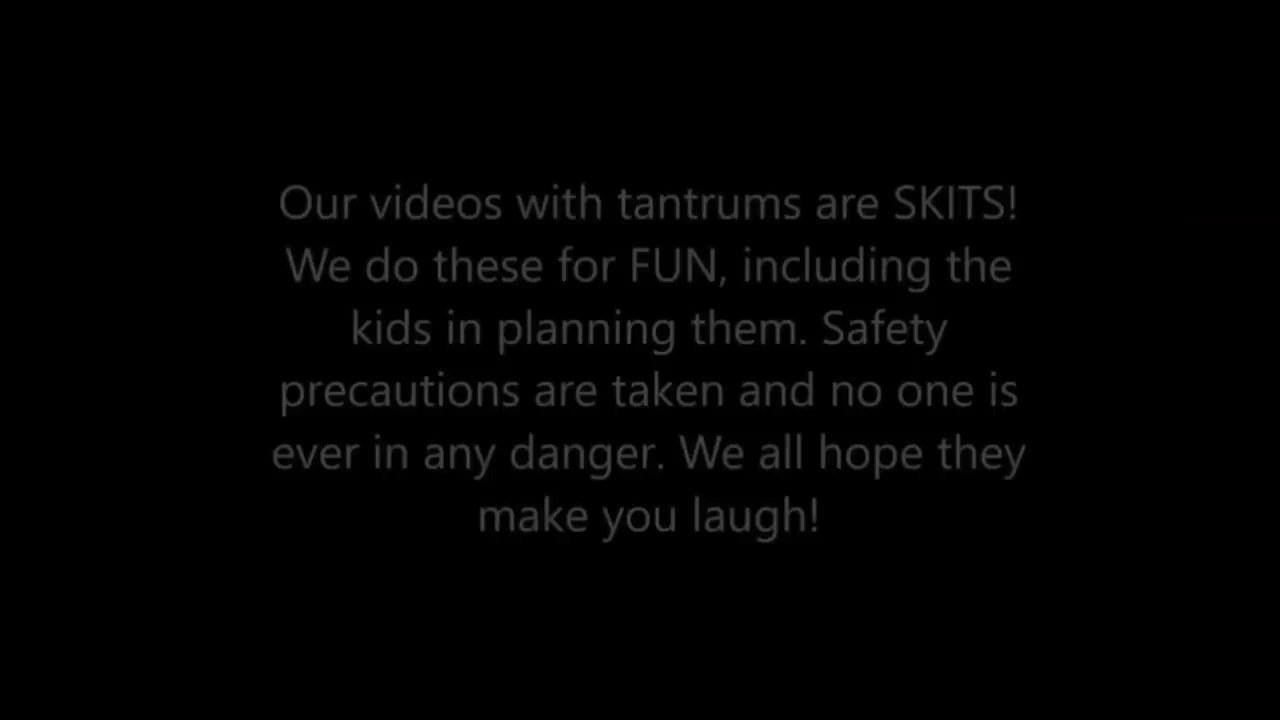 Our videos with tantrums are SKITS!
We do these for FUN, including the
kids in planning them. Safety
precautions are taken and no one is
ever in any danger. We all hope they
make you laugh!